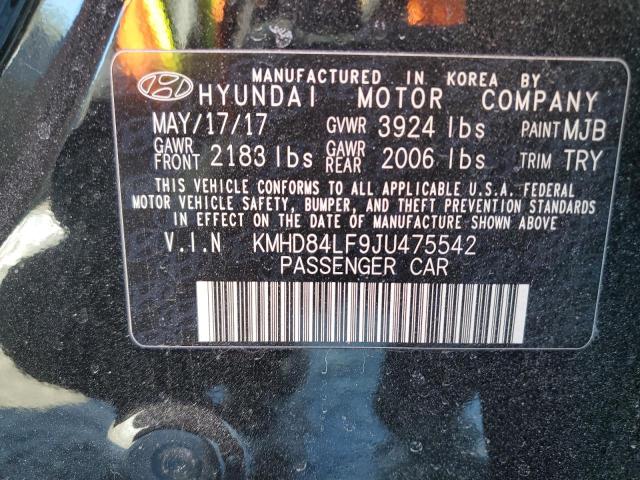 MANUFACTURED IN KOREA BY
HYUNDAI MOTOR COMPANY
MAY/17/17 GVWR 3924 lbs PAINT MJB
GAWR FRONT 2183 lbs GAWR REAR 2006 lbs TRIM TRY
THIS VEHICLE CONFORMS TO ALL APPLICABLE U.S.A. FEDERAL
MOTOR VEHICLE SAFETY, BUMPER, AND THEFT PREVENTION STANDARDS
IN EFFECT ON THE DATE OF MANUFACTURE SHOWN ABOVE.
V.I.N KMHD84LF9JU475542
PASSENGER CAR